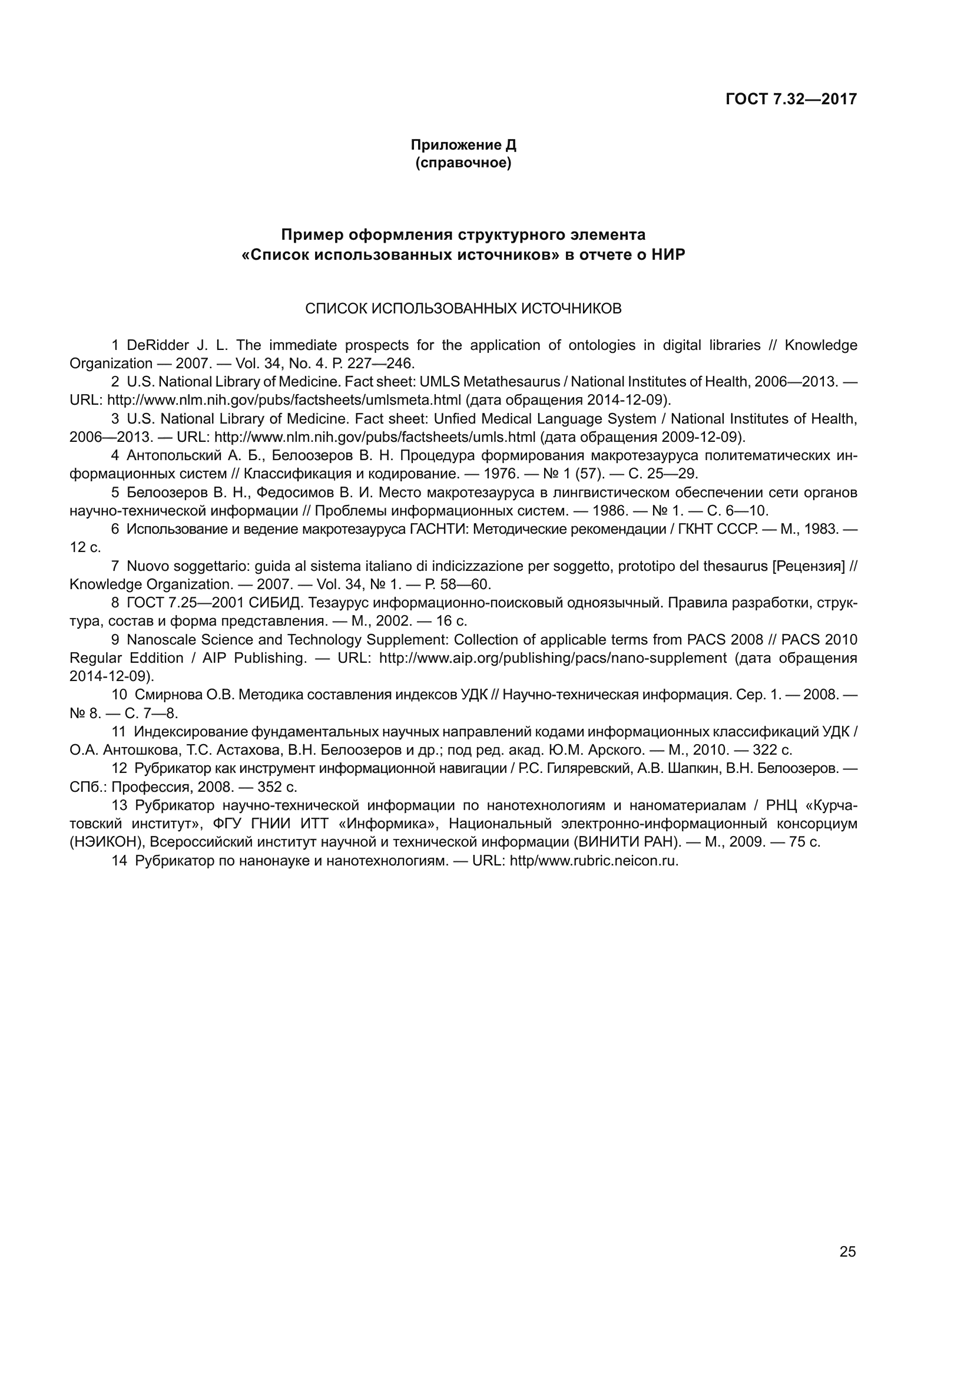 ГОСТ 7.32—2017
Приложение Д
(справочное)
Пример оформления структурного элемента
«Список использованных источников» в отчете о НИР
СПИСОК ИСПОЛЬЗОВАННЫХ ИСТОЧНИКОВ
1 DeRidder J. L. The immediate prospects for the application of ontologies in digital libraries // Knowledge
Organization — 2007. — Vol. 34, No. 4. P. 227—246.
2 U.S. National Library of Medicine. Fact sheet: UMLS Metathesaurus / National Institutes of Health, 2006—2013. —
URL: http://www.nlm.nih.gov/pubs/factsheets/umlsmeta.html (дата обращения 2014-12-09).
3 U.S. National Library of Medicine. Fact sheet: Unfied Medical Language System / National Institutes of Health,
2006—2013. — URL: http://www.nlm.nih.gov/pubs/factsheets/umls.html (дата обращения 2009-12-09).
4 Антопольский А. Б., Белоозеров В. Н. Процедура формирования макротезауруса политематических ин-
формационных систем // Классификация и кодирование. — 1976. — № 1 (57). — С. 25—29.
5 Белоозеров В. Н., Федосимов В. И. Место макротезауруса в лингвистическом обеспечении сети органов
научно-технической информации // Проблемы информационных систем. — 1986. — № 1. — С. 6—10.
6 Использование и ведение макротезауруса ГАСНТИ: Методические рекомендации / ГКНТ СССР. — М., 1983. —
12 с.
7 Nuovo soggettario: guida al sistema italiano di indicizzazione per soggetto, prototipo del thesaurus [Рецензия] //
Knowledge Organization. — 2007. — Vol. 34, № 1. — P. 58—60.
8 ГОСТ 7.25—2001 СИБИД. Тезаурус информационно-поисковый одноязычный. Правила разработки, струк-
тура, состав и форма представления. — М., 2002. — 16 с.
9 Nanoscale Science and Technology Supplement: Collection of applicable terms from PACS 2008 // PACS 2010
Regular Eddition / AIP Publishing. — URL: http://www.aip.org/publishing/pacs/nano-supplement (дата обращения
2014-12-09).
10 Смирнова О.В. Методика составления индексов УДК // Научно-техническая информация. Сер. 1. — 2008. —
№ 8. — С. 7—8.
11 Индексирование фундаментальных научных направлений кодами информационных классификаций УДК /
О.А. Антошкова, Т.С. Астахова, В.Н. Белоозеров и др.; под ред. акад. Ю.М. Арского. — М., 2010. — 322 с.
12 Рубрикатор как инструмент информационной навигации / Р.С. Гиляревский, А.В. Шапкин, В.Н. Белоозеров. —
СПб.: Профессия, 2008. — 352 с.
13 Рубрикатор научно-технической информации по нанотехнологиям и наноматериалам / РНЦ «Курча-
товский институт», ФГУ ГНИИ ИТТ «Информика», Национальный электронно-информационный консорциум
(НЭИКОН), Всероссийский институт научной и технической информации (ВИНИТИ РАН). — М., 2009. — 75 с.
14 Рубрикатор по нанонауке и нанотехнологиям. — URL: http/www.rubric.neicon.ru.
25